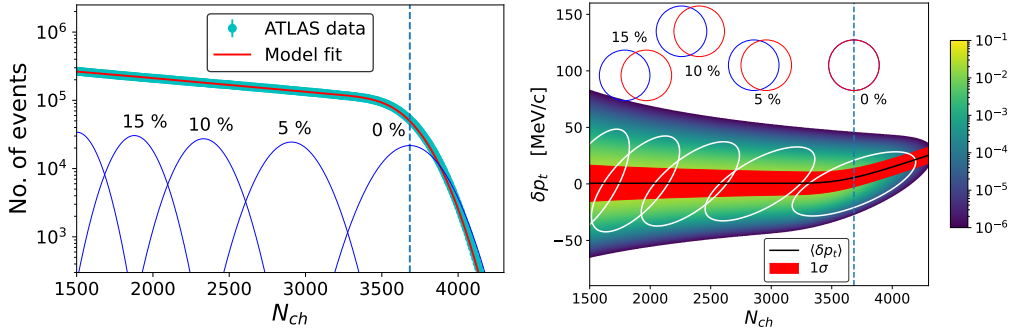 ATLAS data
Model fit
15 %
10 %
5 %
0 %
No. of events
10^6
10^5
10^4
10^3
1500 2000 2500 3000 3500 4000
N_ch
15 %
10 %
5 %
0 %
δp_t [MeV/c]
150
100
50
0
−50
⟨δp_t⟩
1σ
1500 2000 2500 3000 3500 4000
N_ch
10^−1
10^−2
10^−3
10^−4
10^−5
10^−6